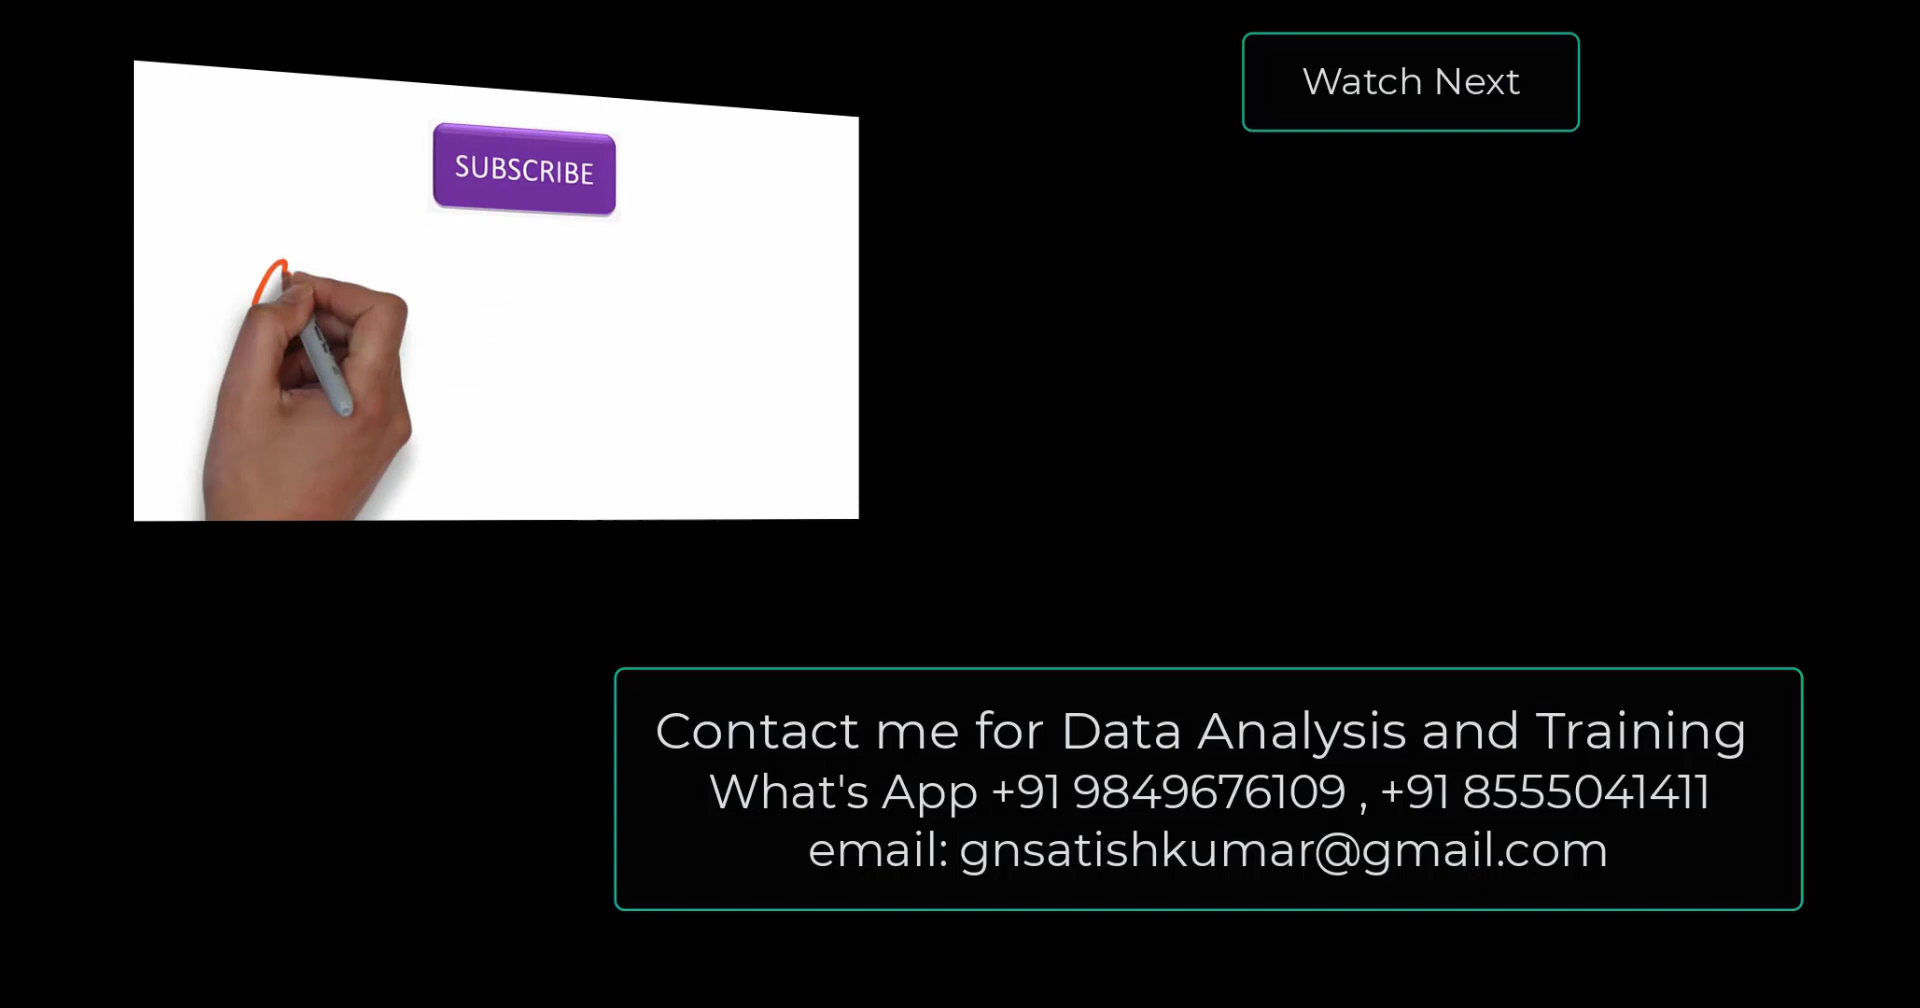 Watch Next
SUBSCRIBE
Contact me for Data Analysis and Training
What's App +91 9849676109 , +91 8555041411
email: gnsatishkumar@gmail.com